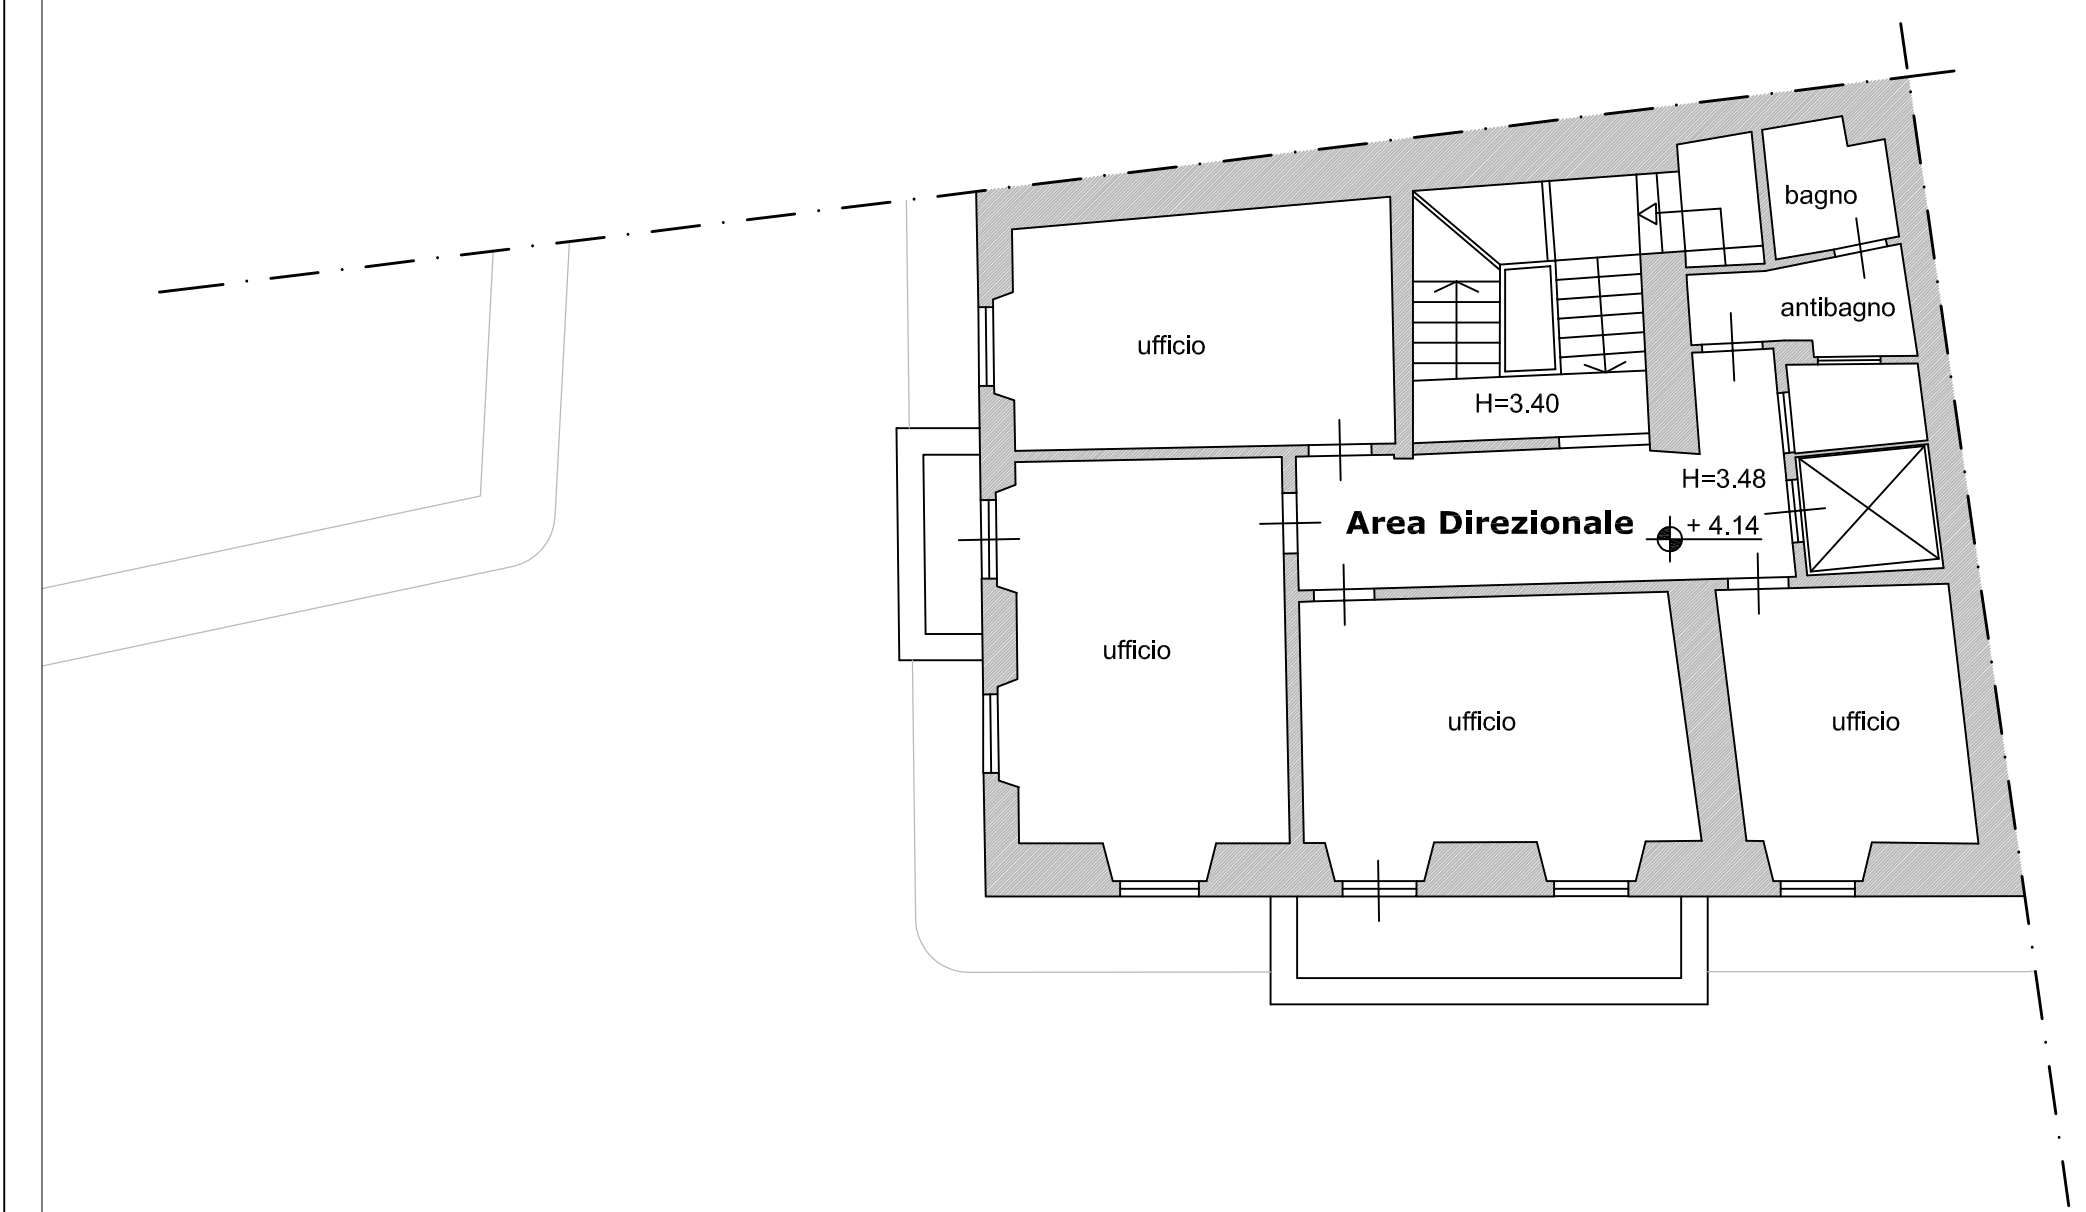 bagno
antibagno
ufficio
H=3.40
H=3.48
Area Direzionale
+ 4.14
ufficio
ufficio
ufficio